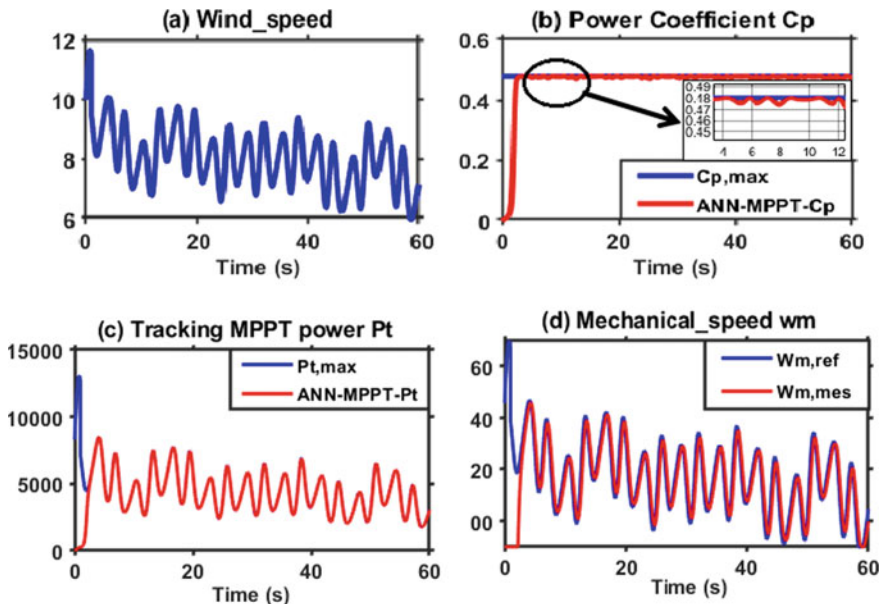 (a) Wind_speed
12
10
8
6
0 20 40 60
Time (s)
(b) Power Coefficient Cp
0.6
0.4
0.2
0
0.49
0.18
0.47
0.46
0.45
4 6 8 10 12
Cp,max
ANN-MPPT-Cp
0 20 40 60
Time (s)
(c) Tracking MPPT power Pt
15000
10000
5000
0
Pt,max
ANN-MPPT-Pt
0 20 40 60
Time (s)
(d) Mechanical_speed wm
60
40
20
00
Wm,ref
Wm,mes
0 20 40 60
Time (s)